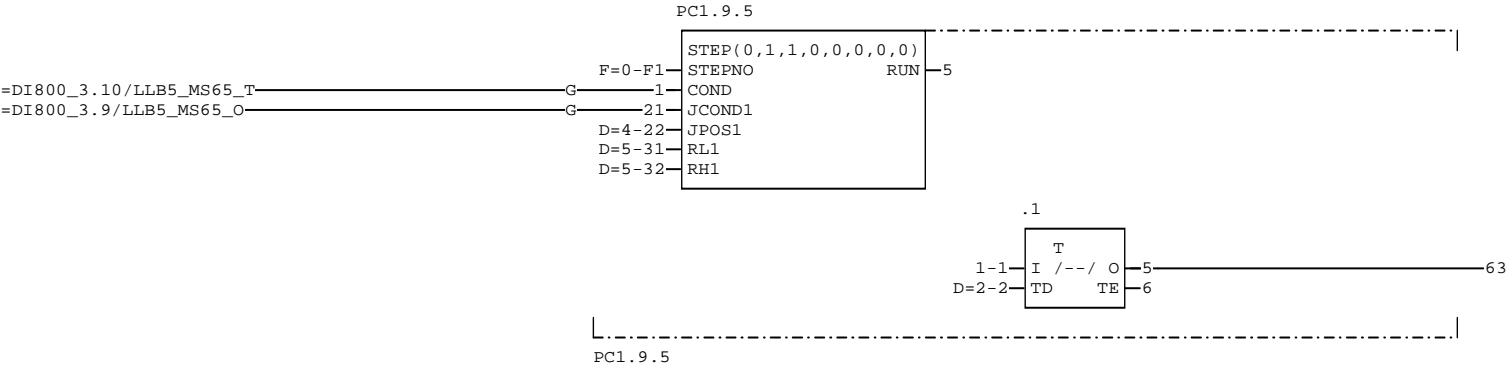 PC1.9.5
STEP(0,1,1,0,0,0,0,0)
F=0-F1 STEPNO RUN 5
=DI800_3.10/LLB5_MS65_T G 1 COND
=DI800_3.9/LLB5_MS65_O G 21 JCOND1
D=4-22 JPOS1
D=5-31 RL1
D=5-32 RH1
.1
T
1-1 I /--/ O 5 63
D=2-2 TD TE 6
PC1.9.5